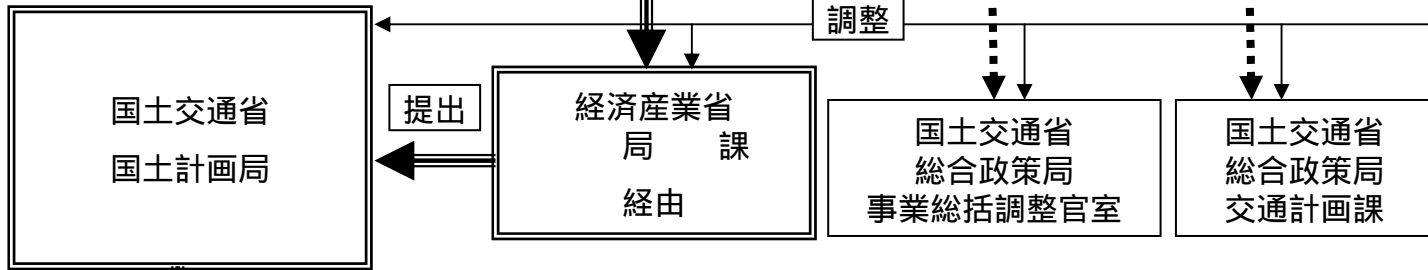 調整
国土交通省
国土計画局
提出
経済産業省
局　　課
経由
国土交通省
総合政策局
事業総括調整官室
国土交通省
総合政策局
交通計画課